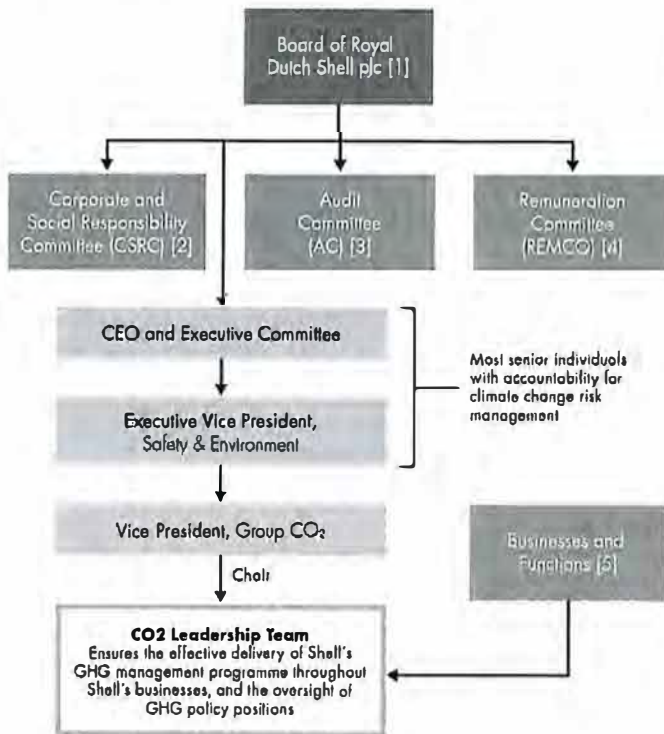 Board of Royal
Dutch Shell plc [1]
Corporate and
Social Responsibility
Committee (CSRC) [2]
Audit
Committee
(AC) [3]
Remuneration
Committee
(REMCO) [4]
CEO and Executive Committee
Most senior individuals
with accountability for
climate change risk
management
Executive Vice President,
Safety & Environment
Vice President, Group CO₂
Businesses and
Functions [5]
Chair
CO2 Leadership Team
Ensures the effective delivery of Shell's
GHG management programme throughout
Shell's businesses, and the oversight of
GHG policy positions